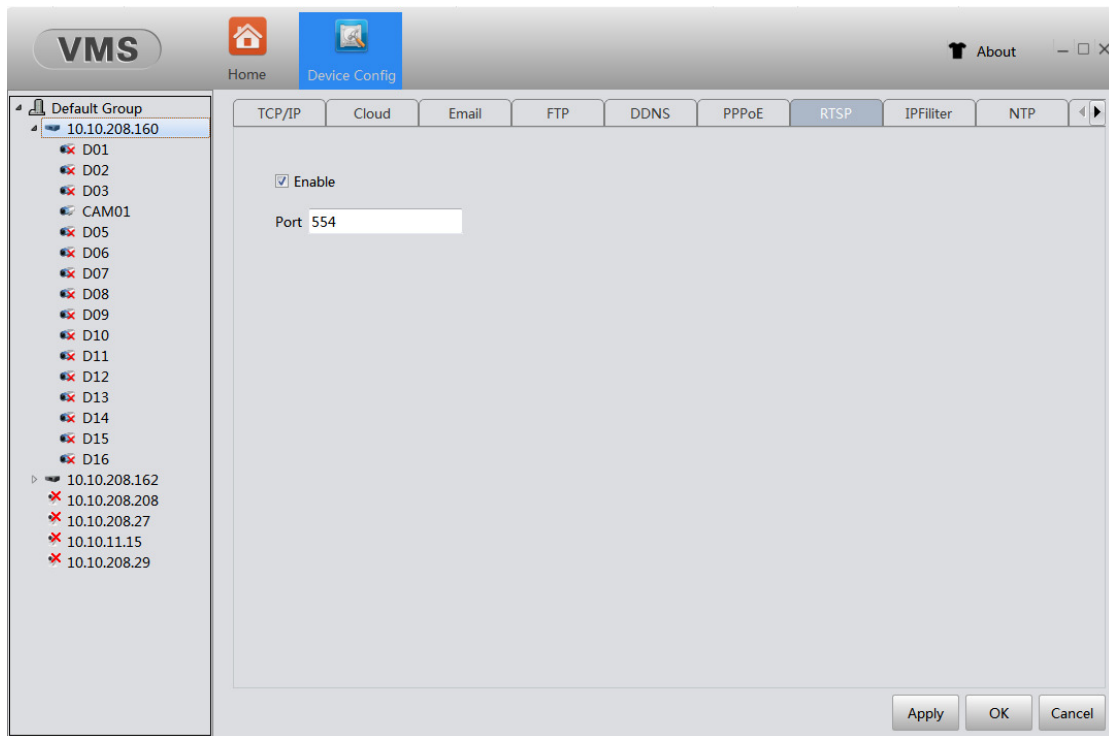 VMS
Home
Device Config
About
Default Group
10.10.208.160
D01
D02
D03
CAM01
D05
D06
D07
D08
D09
D10
D11
D12
D13
D14
D15
D16
10.10.208.162
10.10.208.208
10.10.208.27
10.10.11.15
10.10.208.29
TCP/IP Cloud Email FTP DDNS PPPoE RTSP IPFiliter NTP
Enable
Port 554
Apply OK Cancel